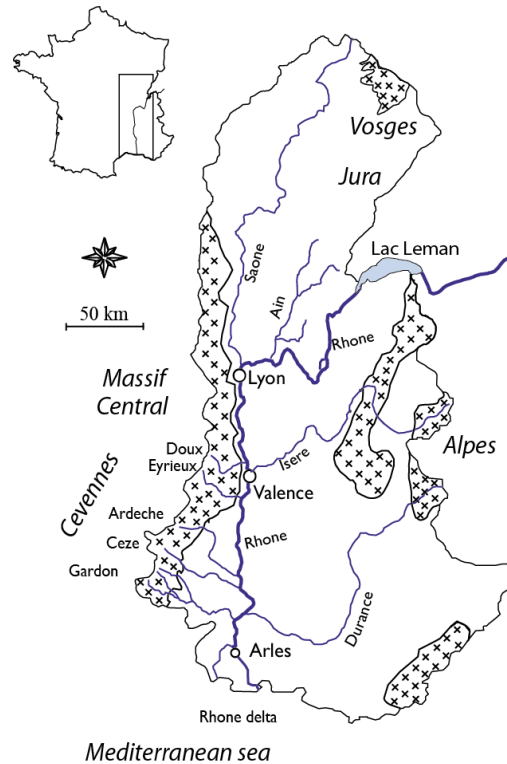 Vosges
Jura
Lac Leman
Saone
Ain
50 km
Rhone
Lyon
Massif
Central
Doux
Eyrieux
Isere
Alpes
Valence
Cevennes
Ardeche
Ceze
Rhone
Gardon
Durance
Arles
Rhone delta
Mediterranean sea